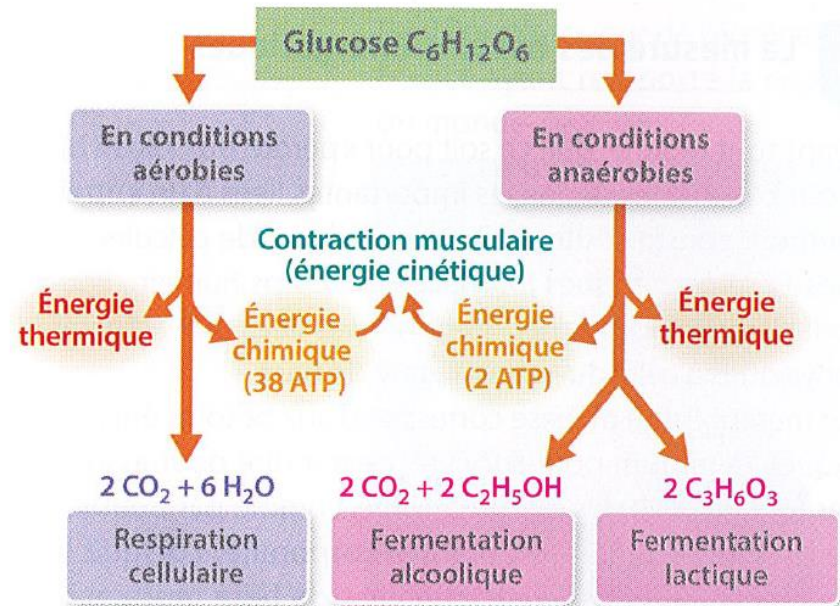 Glucose C₆H₁₂O₆
En conditions
aérobies
En conditions
anaérobies
Contraction musculaire
(énergie cinétique)
Énergie
thermique
Énergie
chimique
(38 ATP)
Énergie
chimique
(2 ATP)
Énergie
thermique
2 CO₂ + 6 H₂O
2 CO₂ + 2 C₂H₅OH
2 C₃H₆O₃
Respiration
cellulaire
Fermentation
alcoolique
Fermentation
lactique